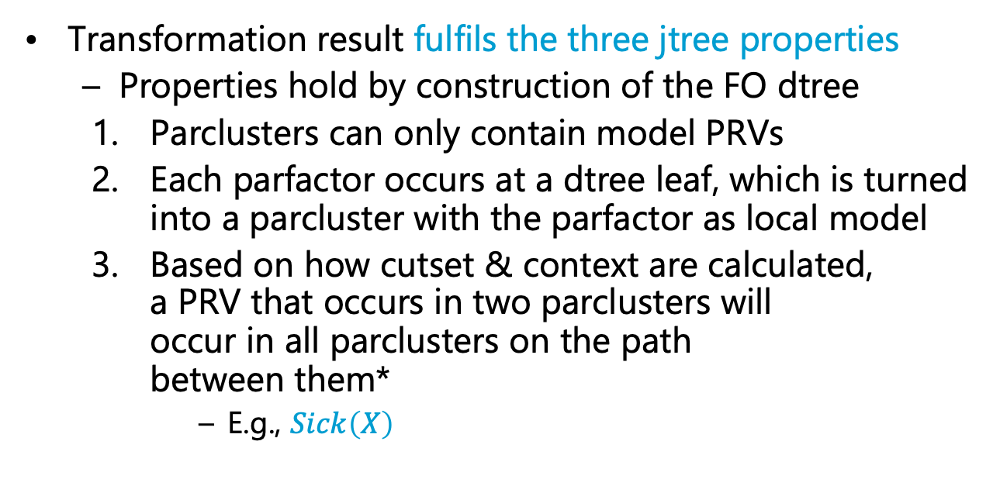 • Transformation result fulfils the three jtree properties
– Properties hold by construction of the FO dtree
1. Parclusters can only contain model PRVs
2. Each parfactor occurs at a dtree leaf, which is turned
into a parcluster with the parfactor as local model
3. Based on how cutset & context are calculated,
a PRV that occurs in two parclusters will
occur in all parclusters on the path
between them*
– E.g., Sick(X)